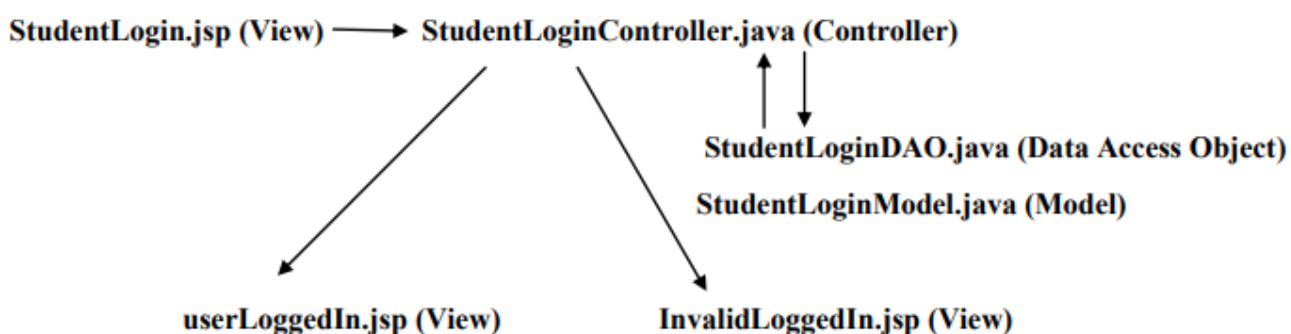 StudentLogin.jsp (View) StudentLoginController.java (Controller)
StudentLoginDAO.java (Data Access Object)
StudentLoginModel.java (Model)
userLoggedIn.jsp (View) InvalidLoggedIn.jsp (View)